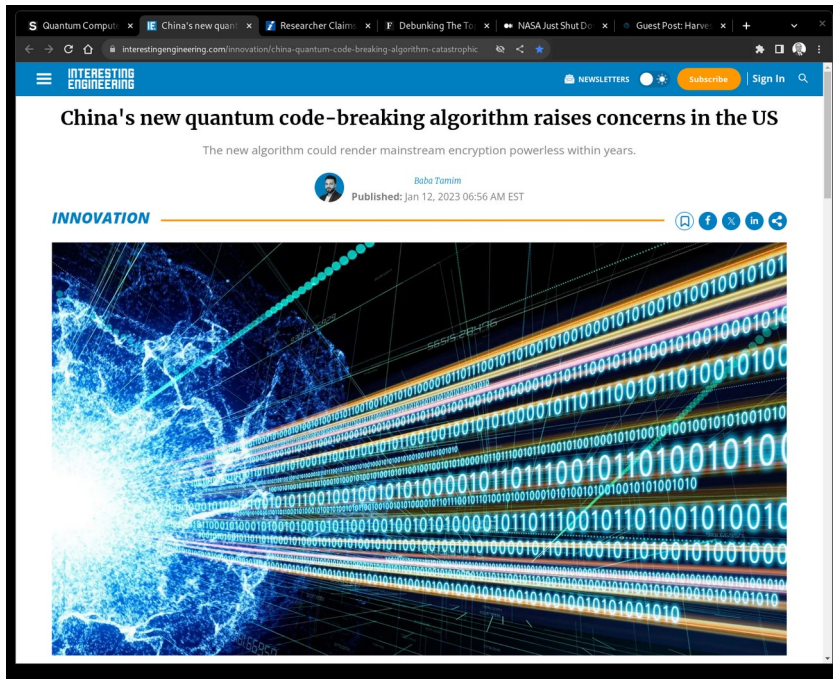 Quantum Compute
China's new quant
Researcher Claims
Debunking The To
NASA Just Shut Do
Guest Post: Harves
interestingengineering.com/innovation/china-quantum-code-breaking-algorithm-catastrophic
INTERESTING
ENGINEERING
NEWSLETTERS
Subscribe
Sign In
China's new quantum code-breaking algorithm raises concerns in the US
The new algorithm could render mainstream encryption powerless within years.
Baba Tamim
Published: Jan 12, 2023 06:56 AM EST
INNOVATION